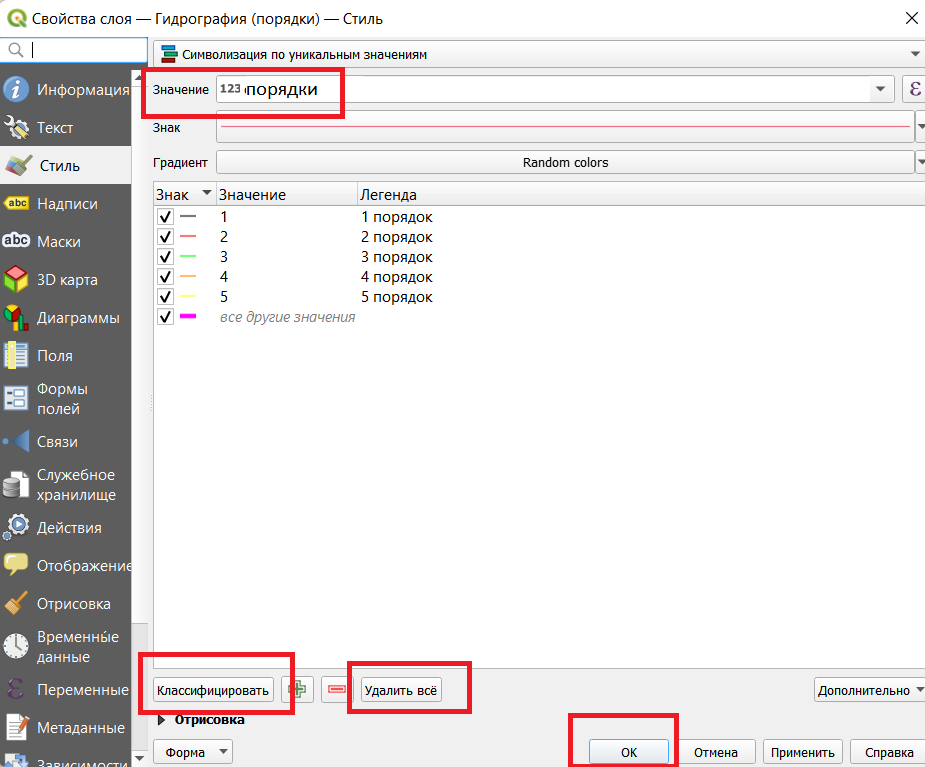 Свойства слоя — Гидрография (порядки) — Стиль
Информация
Текст
Стиль
abc Надписи
abc Маски
3D карта
Диаграммы
Поля
Формы
полей
Связи
Служебное
хранилище
Действия
Отображение
Отрисовка
Временные
данные
Переменные
Метаданные
Зависимости
Символизация по уникальным значениям
Значение 123 порядки ε
Знак
Градиент Random colors
Знак Значение Легенда
1 1 порядок
2 2 порядок
3 3 порядок
4 4 порядок
5 5 порядок
все другие значения
Классифицировать Удалить всё Дополнительно
Отрисовка
Форма ОК Отмена Применить Справка